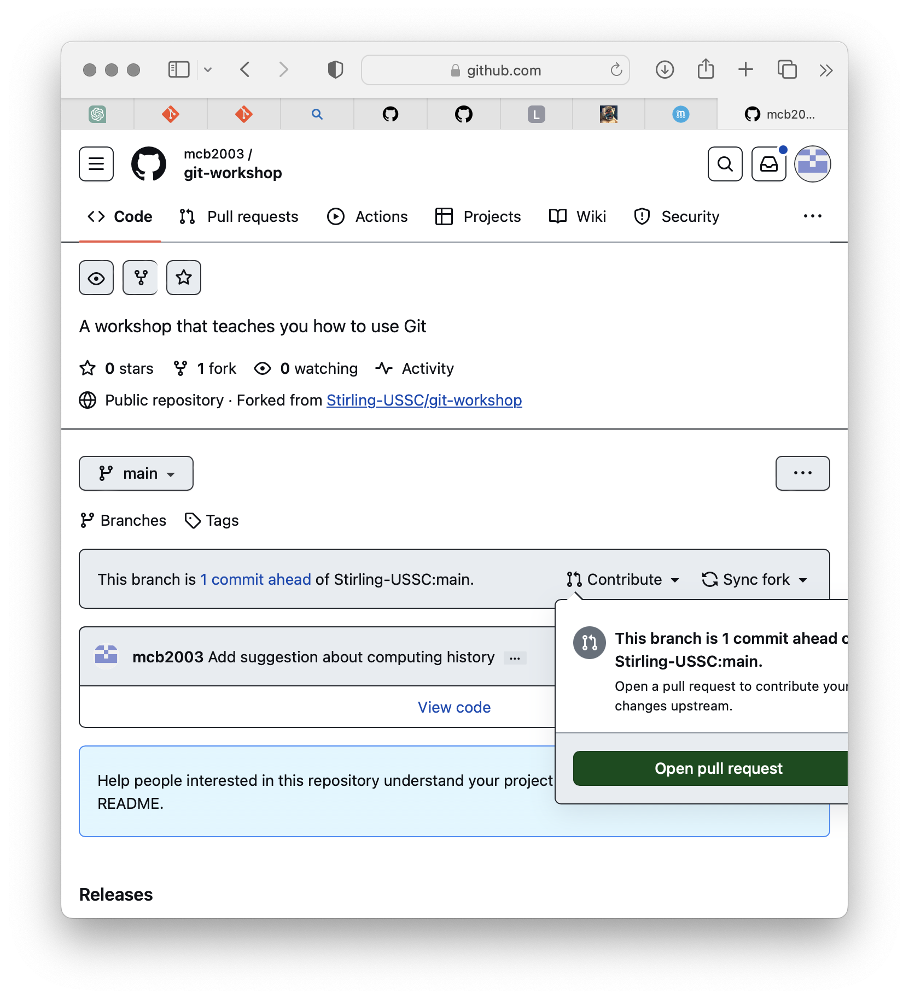 github.com
L
m
mcb20...
mcb2003 /
git-workshop
Code
Pull requests
Actions
Projects
Wiki
Security
A workshop that teaches you how to use Git
0 stars
1 fork
0 watching
Activity
Public repository · Forked from Stirling-USSC/git-workshop
main
Branches
Tags
This branch is 1 commit ahead of Stirling-USSC:main.
Contribute
Sync fork
This branch is 1 commit ahead o
Stirling-USSC:main.
Open a pull request to contribute your
changes upstream.
Open pull request
mcb2003 Add suggestion about computing history ...
View code
Help people interested in this repository understand your project
README.
Releases